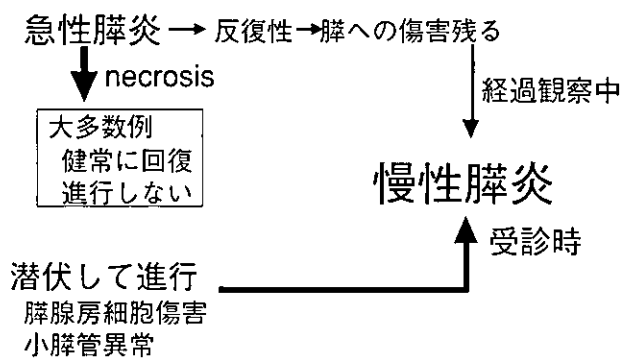 急性膵炎→反復性→膵への傷害残る
necrosis
経過観察中
大多数例
健常に回復
進行しない
慢性膵炎
受診時
潜伏して進行
膵腺房細胞傷害
小膵管異常